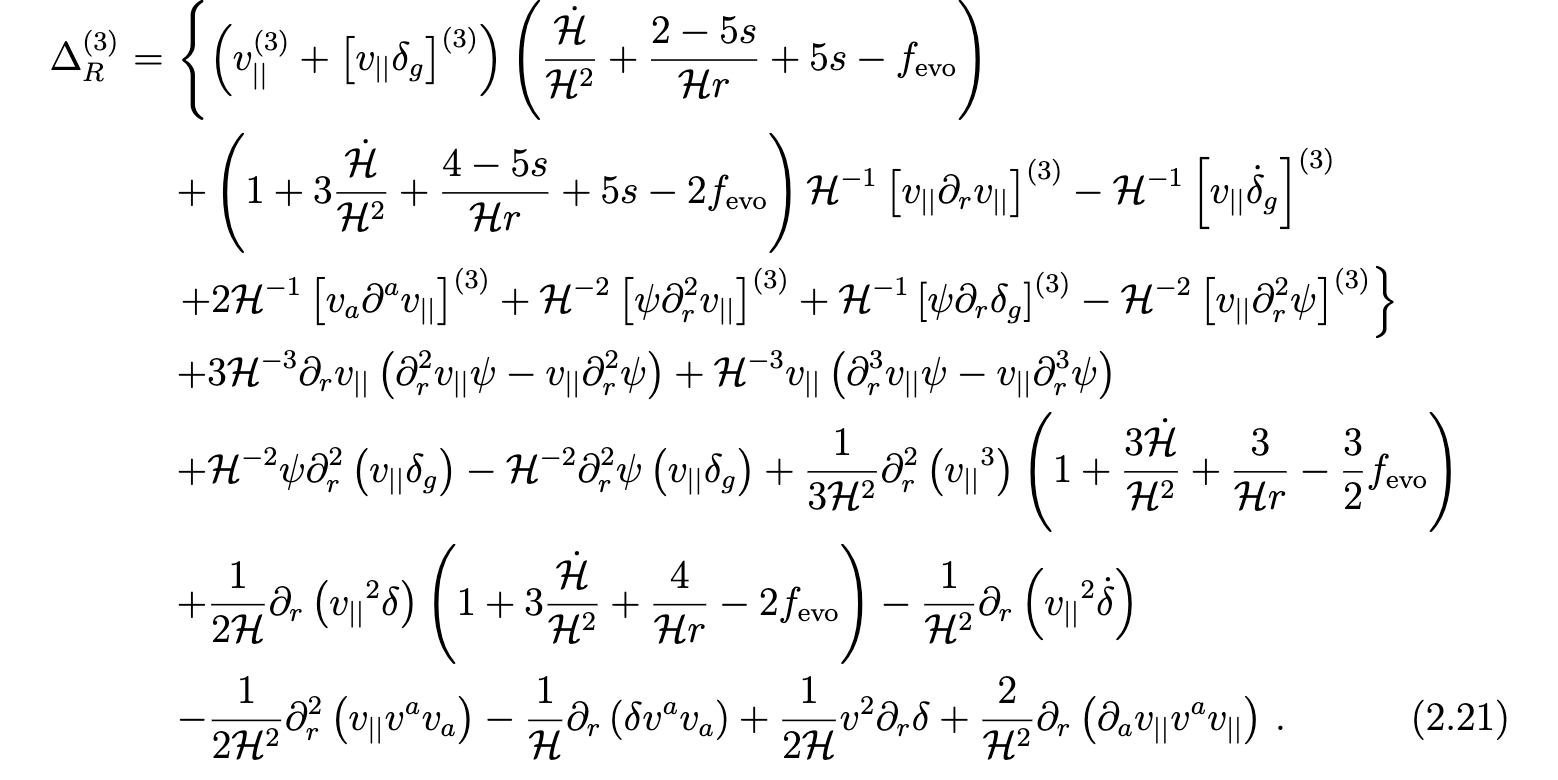 \Delta_R^{(3)} = \left\{ \left( v_{||}^{(3)} + \left[ v_{||} \delta_g \right]^{(3)} \right) \left( \frac{\dot{\mathcal{H}}}{\mathcal{H}^2} + \frac{2 - 5s}{\mathcal{H} r} + 5s - f_{\text{evo}} \right)
+ \left( 1 + 3 \frac{\dot{\mathcal{H}}}{\mathcal{H}^2} + \frac{4 - 5s}{\mathcal{H} r} + 5s - 2 f_{\text{evo}} \right) \mathcal{H}^{-1} \left[ v_{||} \partial_r v_{||} \right]^{(3)} - \mathcal{H}^{-1} \left[ v_{||} \dot{\delta}_g \right]^{(3)}
+ 2 \mathcal{H}^{-1} \left[ v_a \partial^a v_{||} \right]^{(3)} + \mathcal{H}^{-2} \left[ \psi \partial_r^2 v_{||} \right]^{(3)} + \mathcal{H}^{-1} \left[ \psi \partial_r \delta_g \right]^{(3)} - \mathcal{H}^{-2} \left[ v_{||} \partial_r^2 \psi \right]^{(3)} \right\}
+ 3 \mathcal{H}^{-3} \partial_r v_{||} \left( \partial_r^2 v_{||} \psi - v_{||} \partial_r^2 \psi \right) + \mathcal{H}^{-3} v_{||} \left( \partial_r^3 v_{||} \psi - v_{||} \partial_r^3 \psi \right)
+ \mathcal{H}^{-2} \psi \partial_r^2 \left( v_{||} \delta_g \right) - \mathcal{H}^{-2} \partial_r^2 \psi \left( v_{||} \delta_g \right) + \frac{1}{3 \mathcal{H}^2} \partial_r^2 \left( {v_{||}}^3 \right) \left( 1 + \frac{3 \dot{\mathcal{H}}}{\mathcal{H}^2} + \frac{3}{\mathcal{H} r} - \frac{3}{2} f_{\text{evo}} \right)
+ \frac{1}{2 \mathcal{H}} \partial_r \left( {v_{||}}^2 \delta \right) \left( 1 + 3 \frac{\dot{\mathcal{H}}}{\mathcal{H}^2} + \frac{4}{\mathcal{H} r} - 2 f_{\text{evo}} \right) - \frac{1}{\mathcal{H}^2} \partial_r \left( {v_{||}}^2 \dot{\delta} \right)
- \frac{1}{2 \mathcal{H}^2} \partial_r^2 \left( v_{||} v^a v_a \right) - \frac{1}{\mathcal{H}} \partial_r \left( \delta v^a v_a \right) + \frac{1}{2 \mathcal{H}} v^2 \partial_r \delta + \frac{2}{\mathcal{H}^2} \partial_r \left( \partial_a v_{||} v^a v_{||} \right) . (2.21)